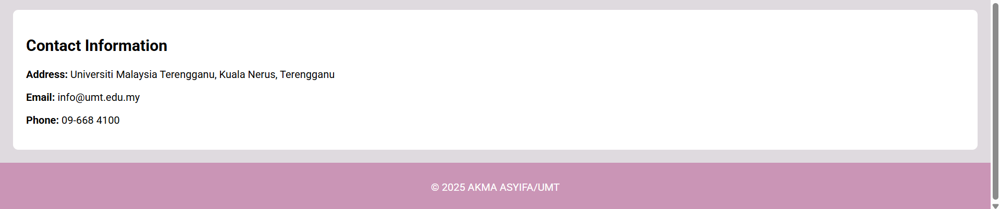 Contact Information
Address: Universiti Malaysia Terengganu, Kuala Nerus, Terengganu
Email: info@umt.edu.my
Phone: 09-668 4100
© 2025 AKMA ASYIFA/UMT